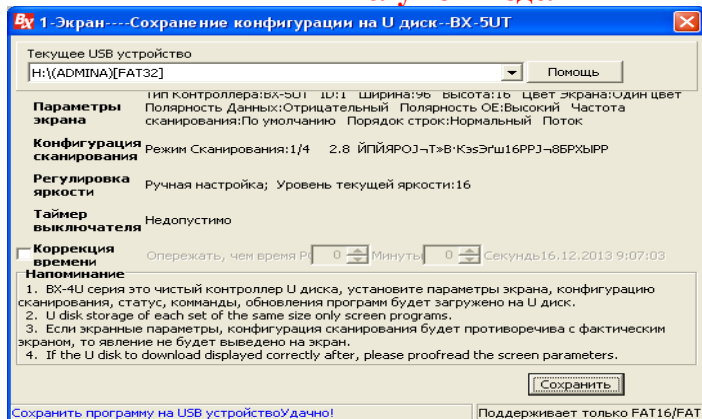 BX 1-Экран----Сохранение конфигурации на U диск--BX-5UT
Текущее USB устройство
H:\(ADMINA)[FAT32]
Помощь
Параметры экрана
Тип Контроллера:BX-5UT ID:1 Ширина:96 Высота:16 Цвет Экрана:Один цвет
Полярность Данных:Отрицательный Полярность OE:Высокий Частота
сканирования:По умолчанию Порядок строк:Нормальный Поток
Конфигурация сканирования
Режим Сканирования:1/4 2.8
Регулировка яркости
Ручная настройка; Уровень текущей яркости:16
Таймер выключателя
Недопустимо
Коррекция времени
Опережать, чем время 0 Минуты 0 Секунды 16.12.2013 9:07:03
Напоминание
1. BX-4U серия это чистый контроллер U диска, установите параметры экрана, конфигурацию
сканирования, статус, комманды, обновления программ будет загружено на U диск.
2. U disk storage of each set of the same size only screen programs.
3. Если экранные параметры, конфигурация сканирования будет противоречива с фактическим
экраном, то явление не будет выведено на экран.
4. If the U disk to download displayed correctly after, please proofread the screen parameters.
Сохранить
Сохранить программу на USB устройствоУдачно!
Поддерживает только FAT16/FAT